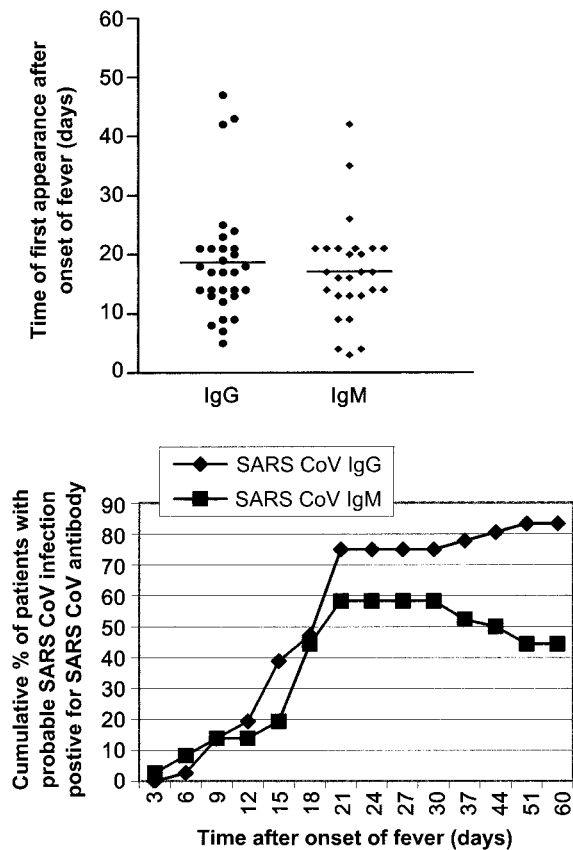 60
50
40
30
20
10
0
Time of first appearance after
onset of fever (days)
IgG IgM
SARS CoV IgG
SARS CoV IgM
90
80
70
60
50
40
30
20
10
0
Cumulative % of patients with
probable SARS CoV infection
postive for SARS CoV antibody
3 6 9 12 15 18 21 24 27 30 37 44 51 60
Time after onset of fever (days)